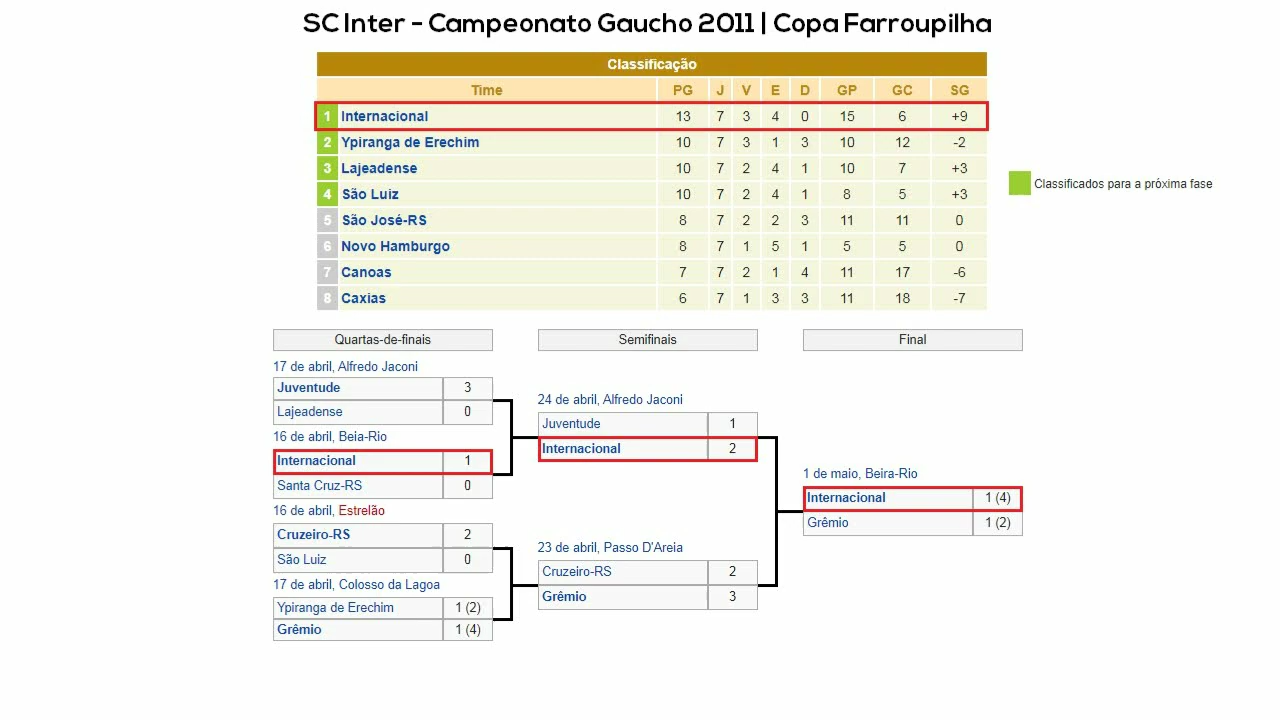 SC Inter - Campeonato Gaucho 2011 | Copa Farroupilha
Classificação
Time PG J V E D GP GC SG
1 Internacional 13 7 3 4 0 15 6 +9
2 Ypiranga de Erechim 10 7 3 1 3 10 12 -2
3 Lajeadense 10 7 2 4 1 10 7 +3
4 São Luiz 10 7 2 4 1 8 5 +3
5 São José-RS 8 7 2 2 3 11 11 0
6 Novo Hamburgo 8 7 1 5 1 5 5 0
7 Canoas 7 7 2 1 4 11 17 -6
8 Caxias 6 7 1 3 3 11 18 -7
Classificados para a próxima fase
Quartas-de-finais
17 de abril, Alfredo Jaconi
Juventude 3
Lajeadense 0
16 de abril, Beia-Rio
Internacional 1
Santa Cruz-RS 0
16 de abril, Estrelão
Cruzeiro-RS 2
São Luiz 0
17 de abril, Colosso da Lagoa
Ypiranga de Erechim 1 (2)
Grêmio 1 (4)
Semifinais
24 de abril, Alfredo Jaconi
Juventude 1
Internacional 2
23 de abril, Passo D'Areia
Cruzeiro-RS 2
Grêmio 3
Final
1 de maio, Beira-Rio
Internacional 1 (4)
Grêmio 1 (2)